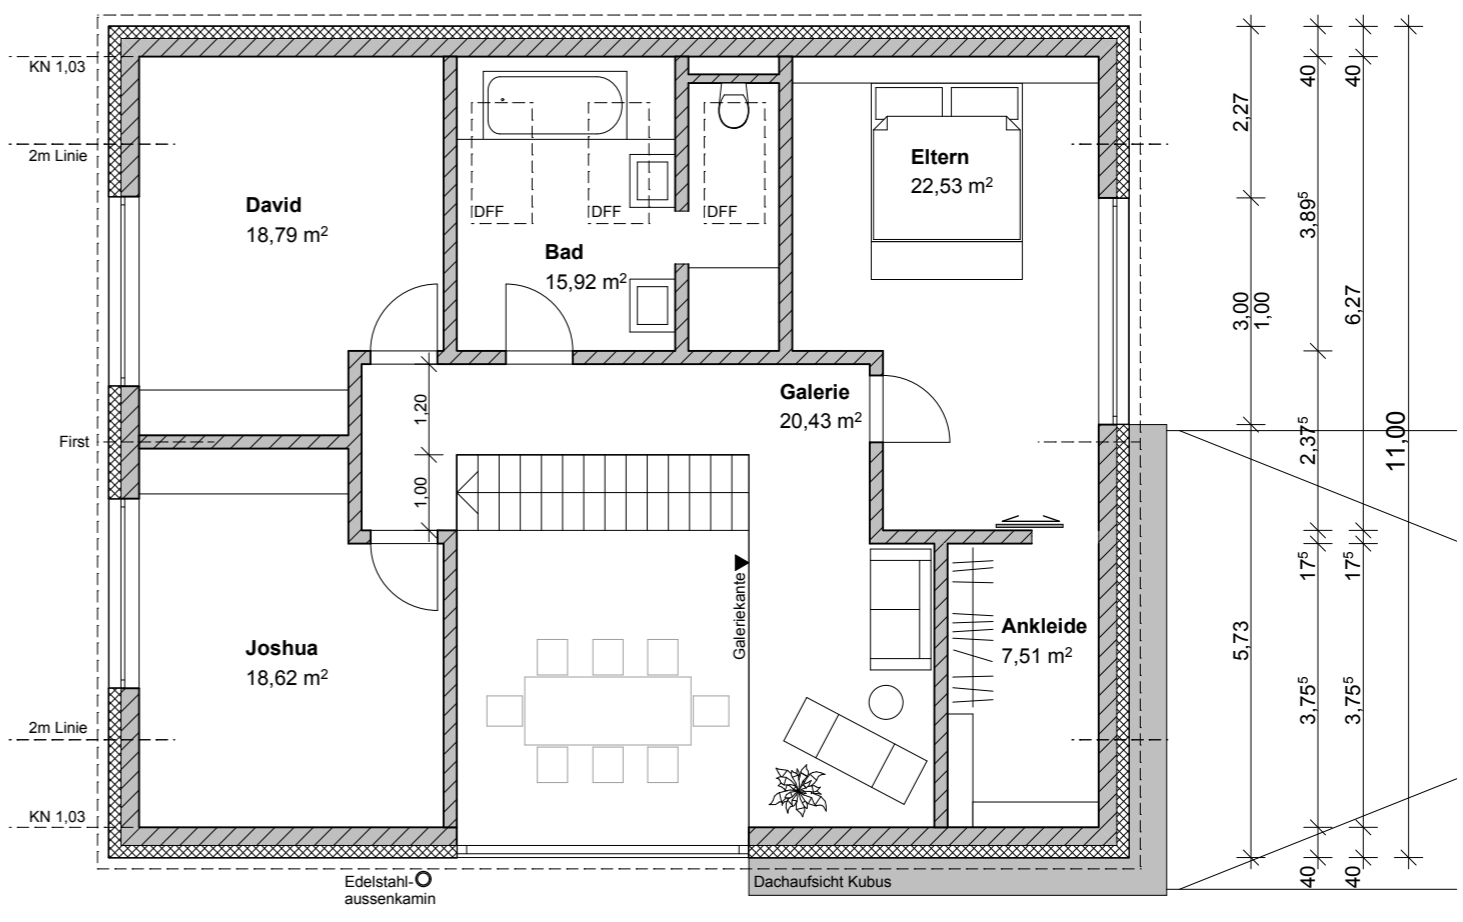 KN 1,03
2m Linie
David
18,79 m²
DFF
DFF
DFF
Bad
15,92 m²
Eltern
22,53 m²
First
1,20
1,00
Galerie
20,43 m²
Galeriekante
Joshua
18,62 m²
Ankleide
7,51 m²
2m Linie
KN 1,03
Edelstahl-
aussenkamin
Dachaufsicht Kubus
2,27
3,00
1,00
5,73
40
3,89⁵
2,37⁵
17⁵
3,75⁵
40
40
6,27
17⁵
3,75⁵
40
11,00